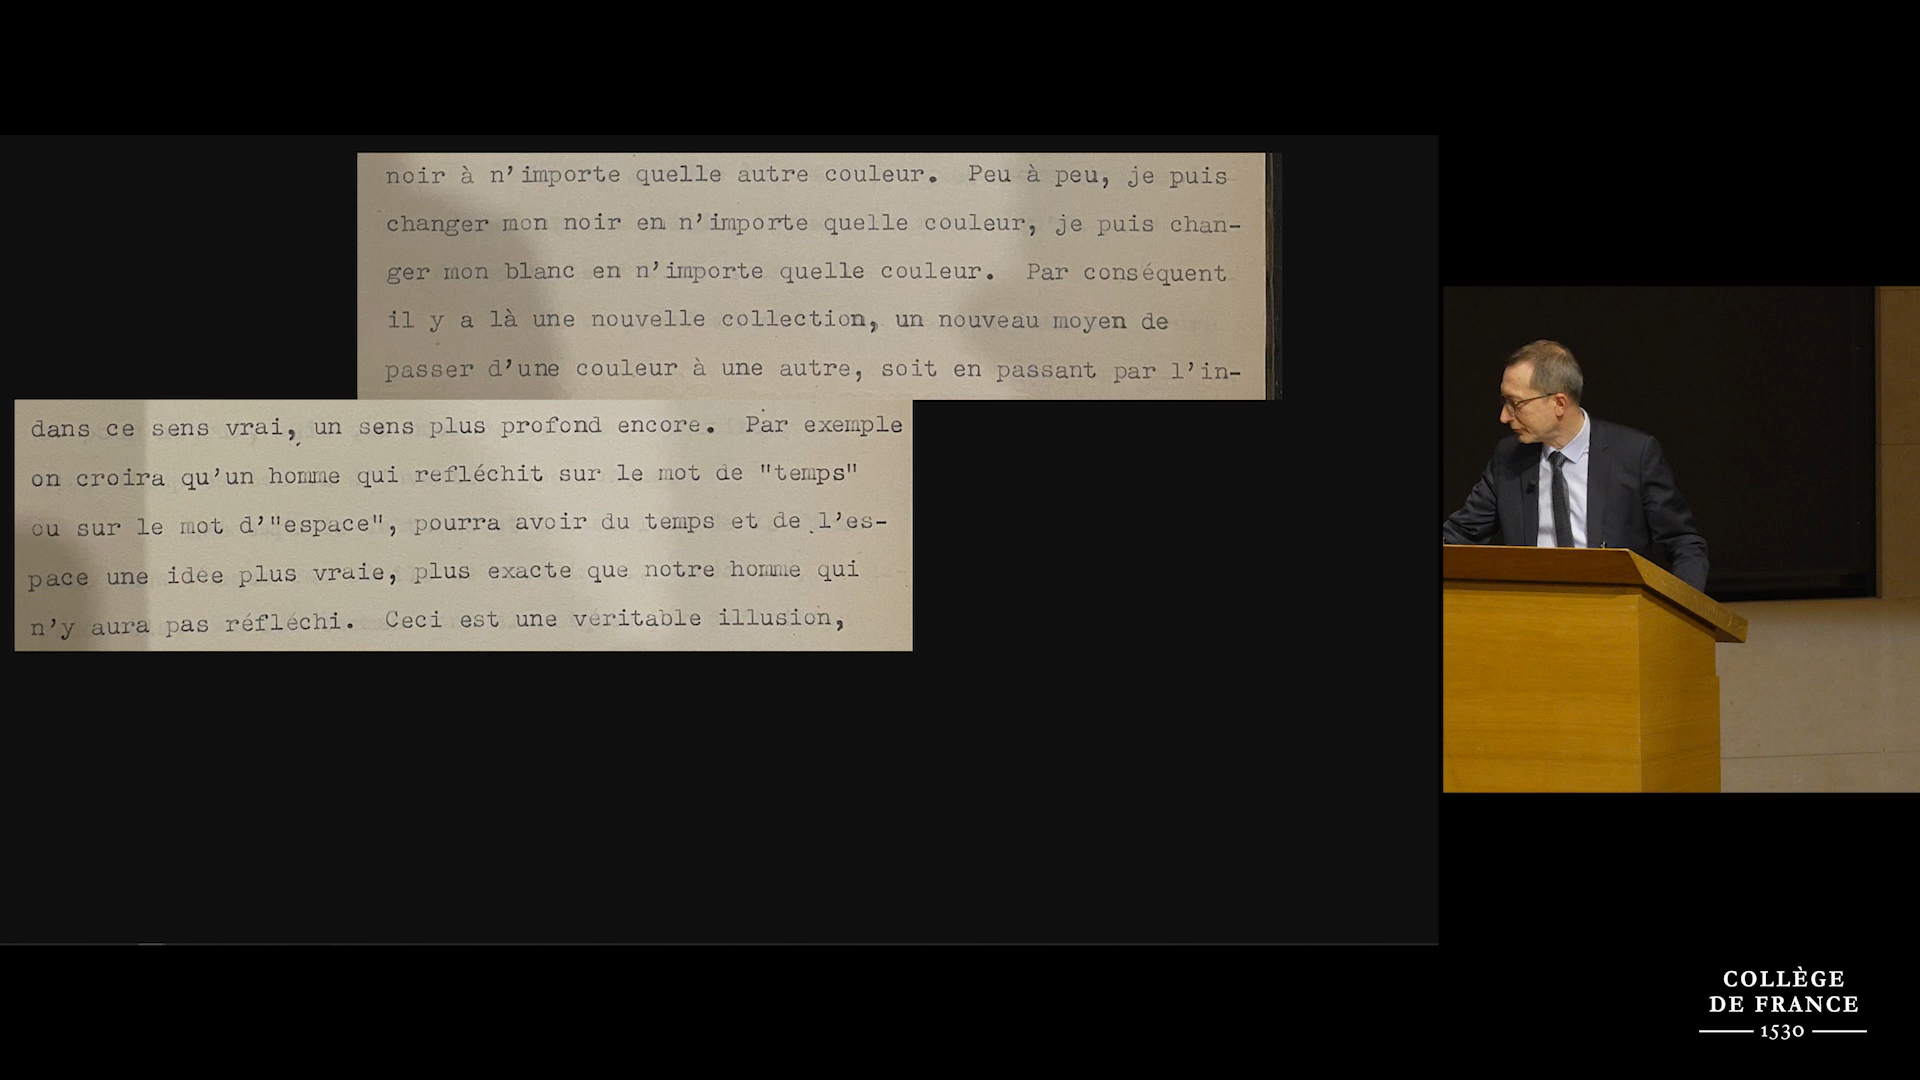 noir à n'importe quelle autre couleur. Peu à peu, je puis
changer mon noir en n'importe quelle couleur, je puis chan-
ger mon blanc en n'importe quelle couleur. Par conséquent
il y a là une nouvelle collection, un nouveau moyen de
passer d'une couleur à une autre, soit en passant par l'in-
dans ce sens vrai, un sens plus profond encore. Par exemple
on croira qu'un homme qui refléchit sur le mot de "temps"
ou sur le mot d'"espace", pourra avoir du temps et de l'es-
pace une idée plus vraie, plus exacte que notre homme qui
n'y aura pas réfléchi. Ceci est une véritable illusion,
COLLÈGE
DE FRANCE
1530